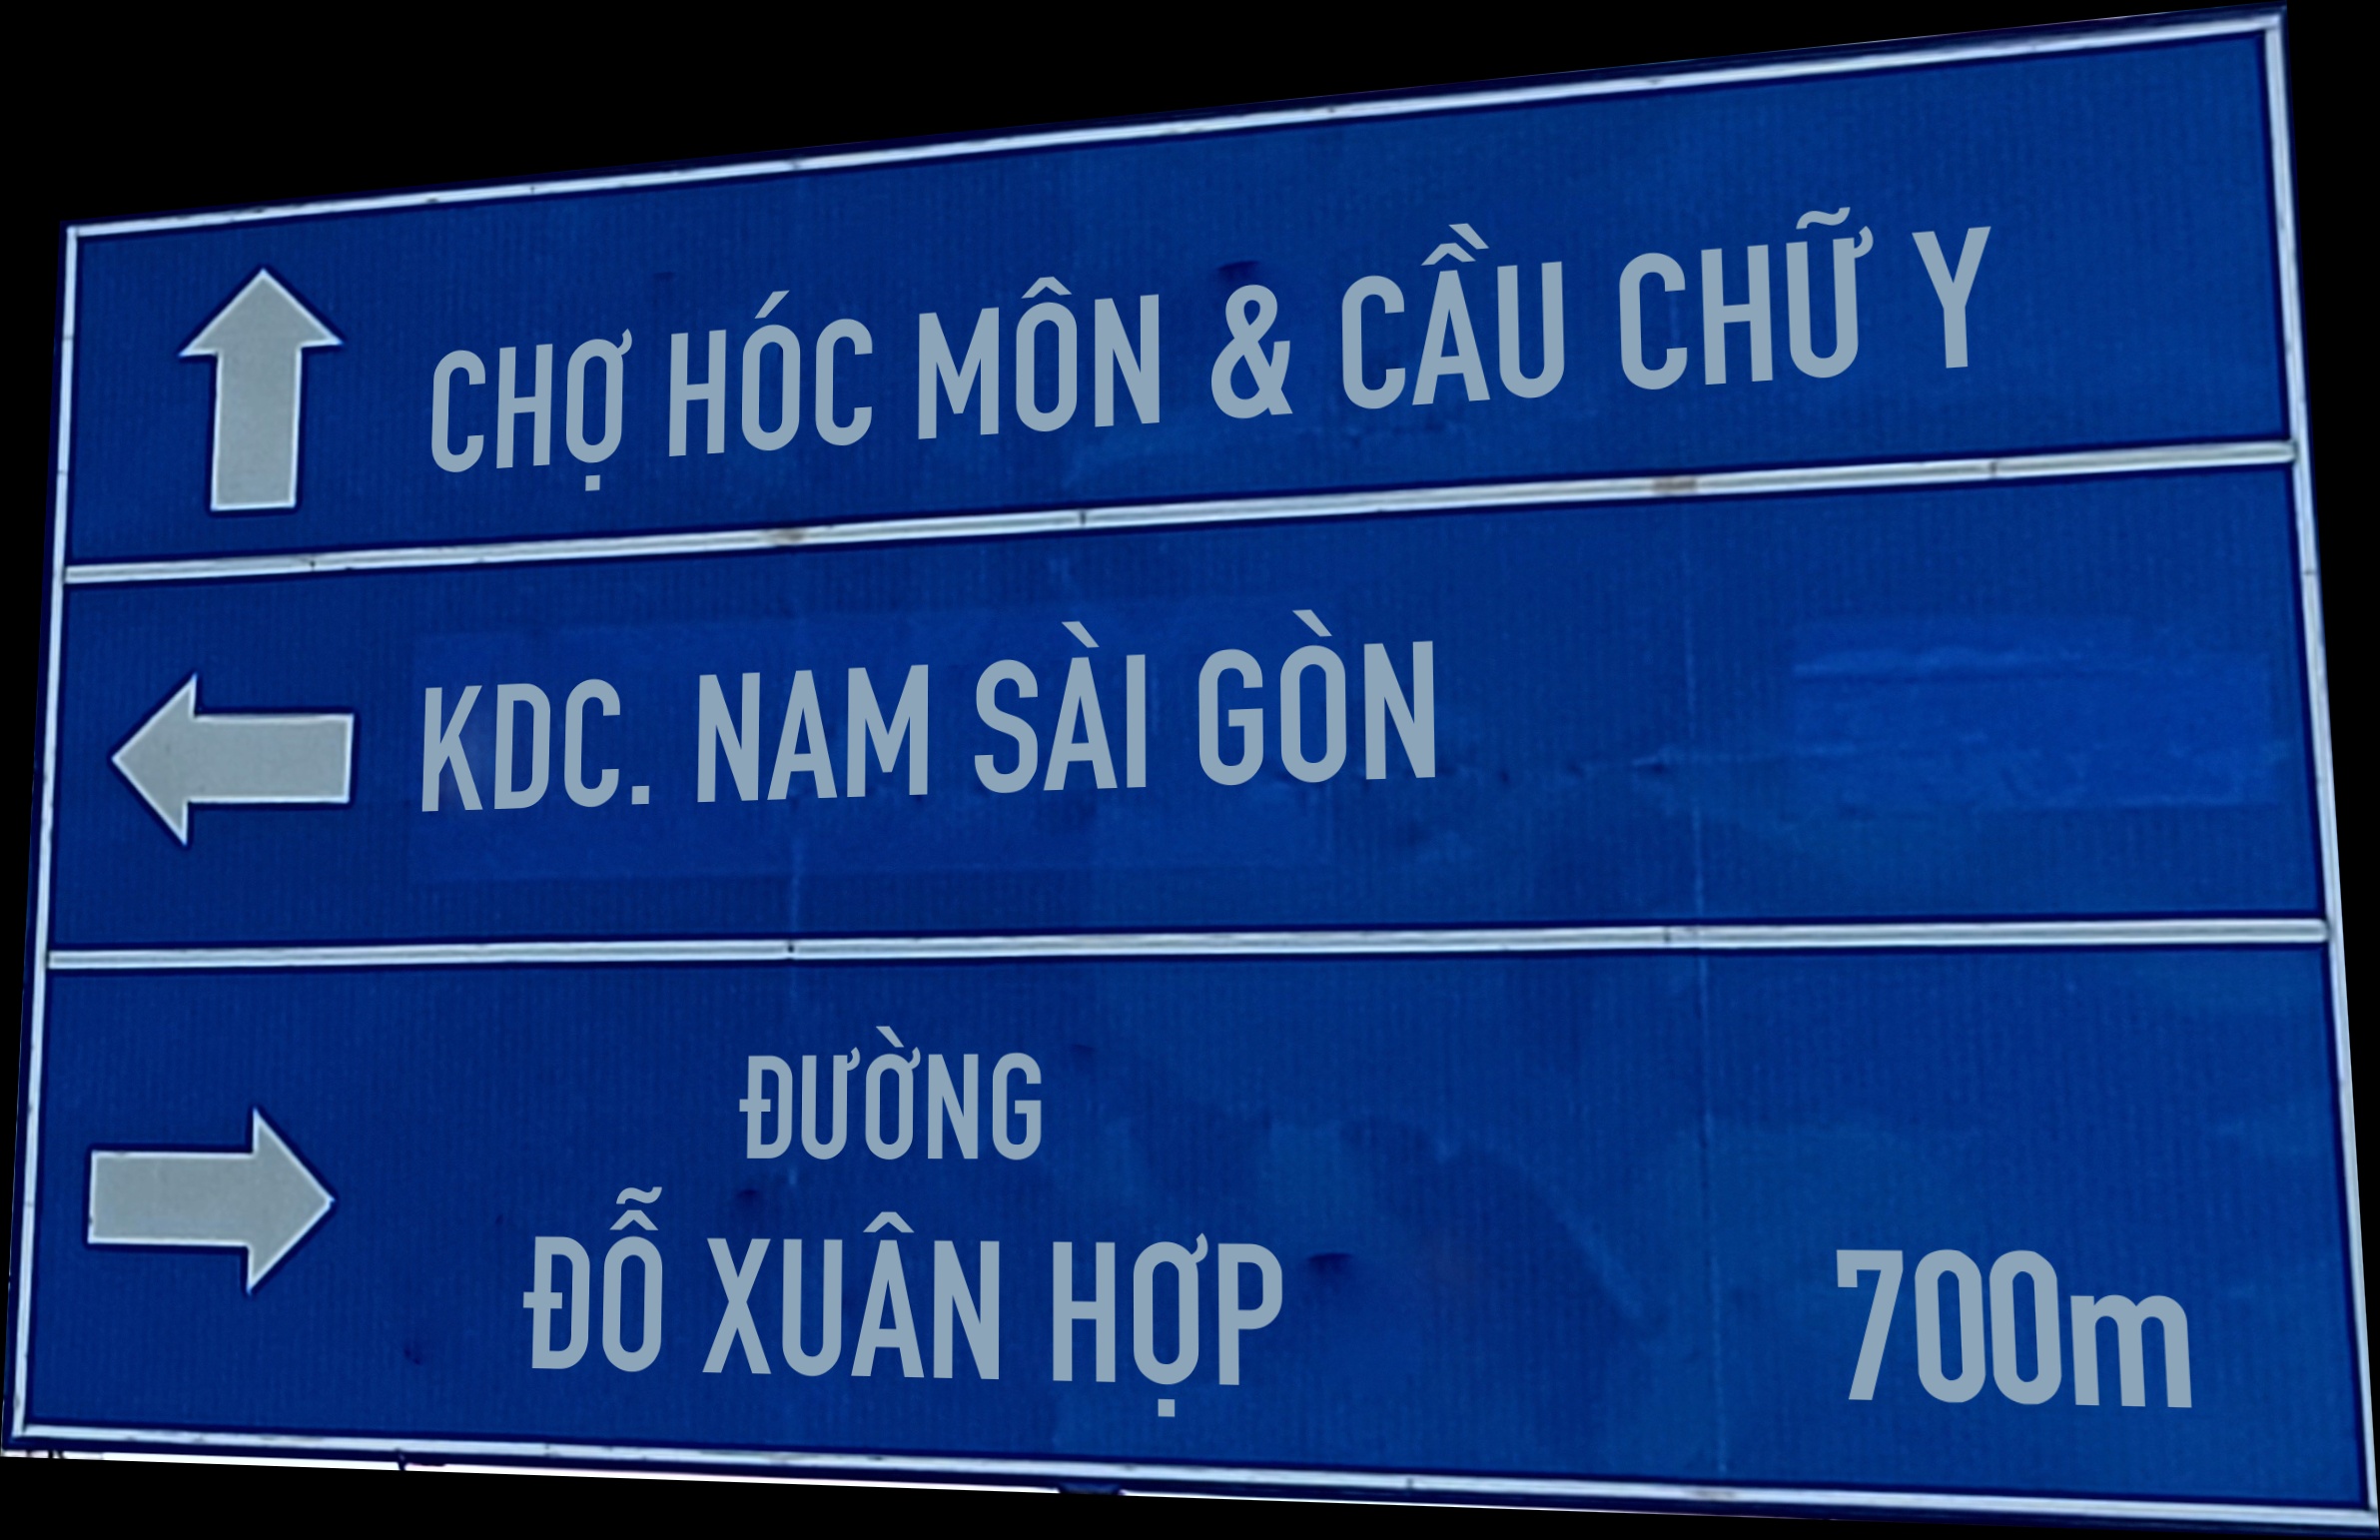 CHỢ HÓC MÔN & CẦU CHỮ Y
KDC. NAM SÀI GÒN
ĐƯỜNG
ĐỖ XUÂN HỢP
700m